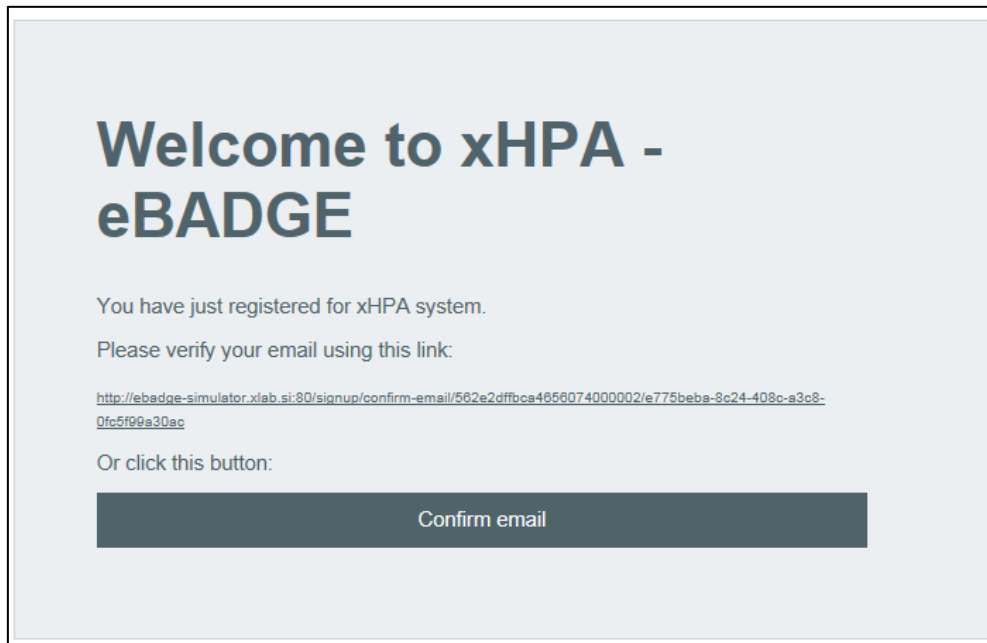 Welcome to xHPA -
eBADGE
You have just registered for xHPA system.
Please verify your email using this link:
http://ebadge-simulator.xlab.si:80/signup/confirm-email/562e2dffbca4656074000002/e775beba-8c24-408c-a3c8-
0fc5f99a30ac
Or click this button:
Confirm email